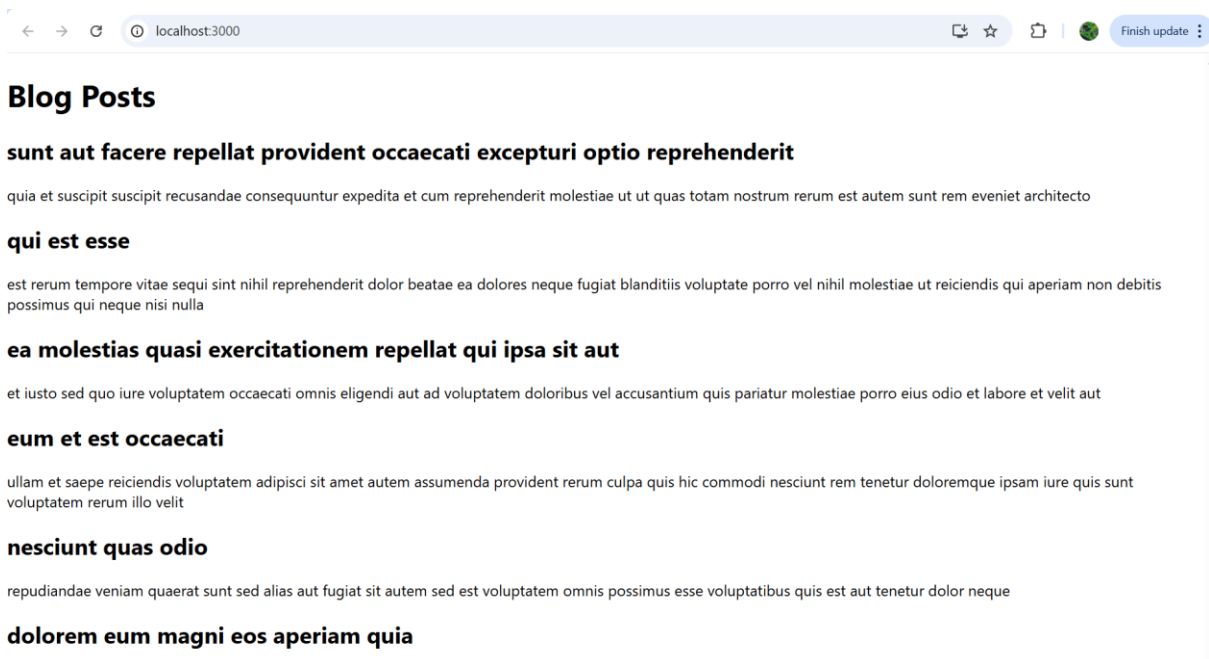 localhost:3000
Finish update
Blog Posts
sunt aut facere repellat provident occaecati excepturi optio reprehenderit
quia et suscipit suscipit recusandae consequuntur expedita et cum reprehenderit molestiae ut ut quas totam nostrum rerum est autem sunt rem eveniet architecto
qui est esse
est rerum tempore vitae sequi sint nihil reprehenderit dolor beatae ea dolores neque fugiat blanditiis voluptate porro vel nihil molestiae ut reiciendis qui aperiam non debitis
possimus qui neque nisi nulla
ea molestias quasi exercitationem repellat qui ipsa sit aut
et iusto sed quo iure voluptatem occaecati omnis eligendi aut ad voluptatem doloribus vel accusantium quis pariatur molestiae porro eius odio et labore et velit aut
eum et est occaecati
ullam et saepe reiciendis voluptatem adipisci sit amet autem assumenda provident rerum culpa quis hic commodi nesciunt rem tenetur doloremque ipsam iure quis sunt
voluptatem rerum illo velit
nesciunt quas odio
repudiandae veniam quaerat sunt sed alias aut fugiat sit autem sed est voluptatem omnis possimus esse voluptatibus quis est aut tenetur dolor neque
dolorem eum magni eos aperiam quia